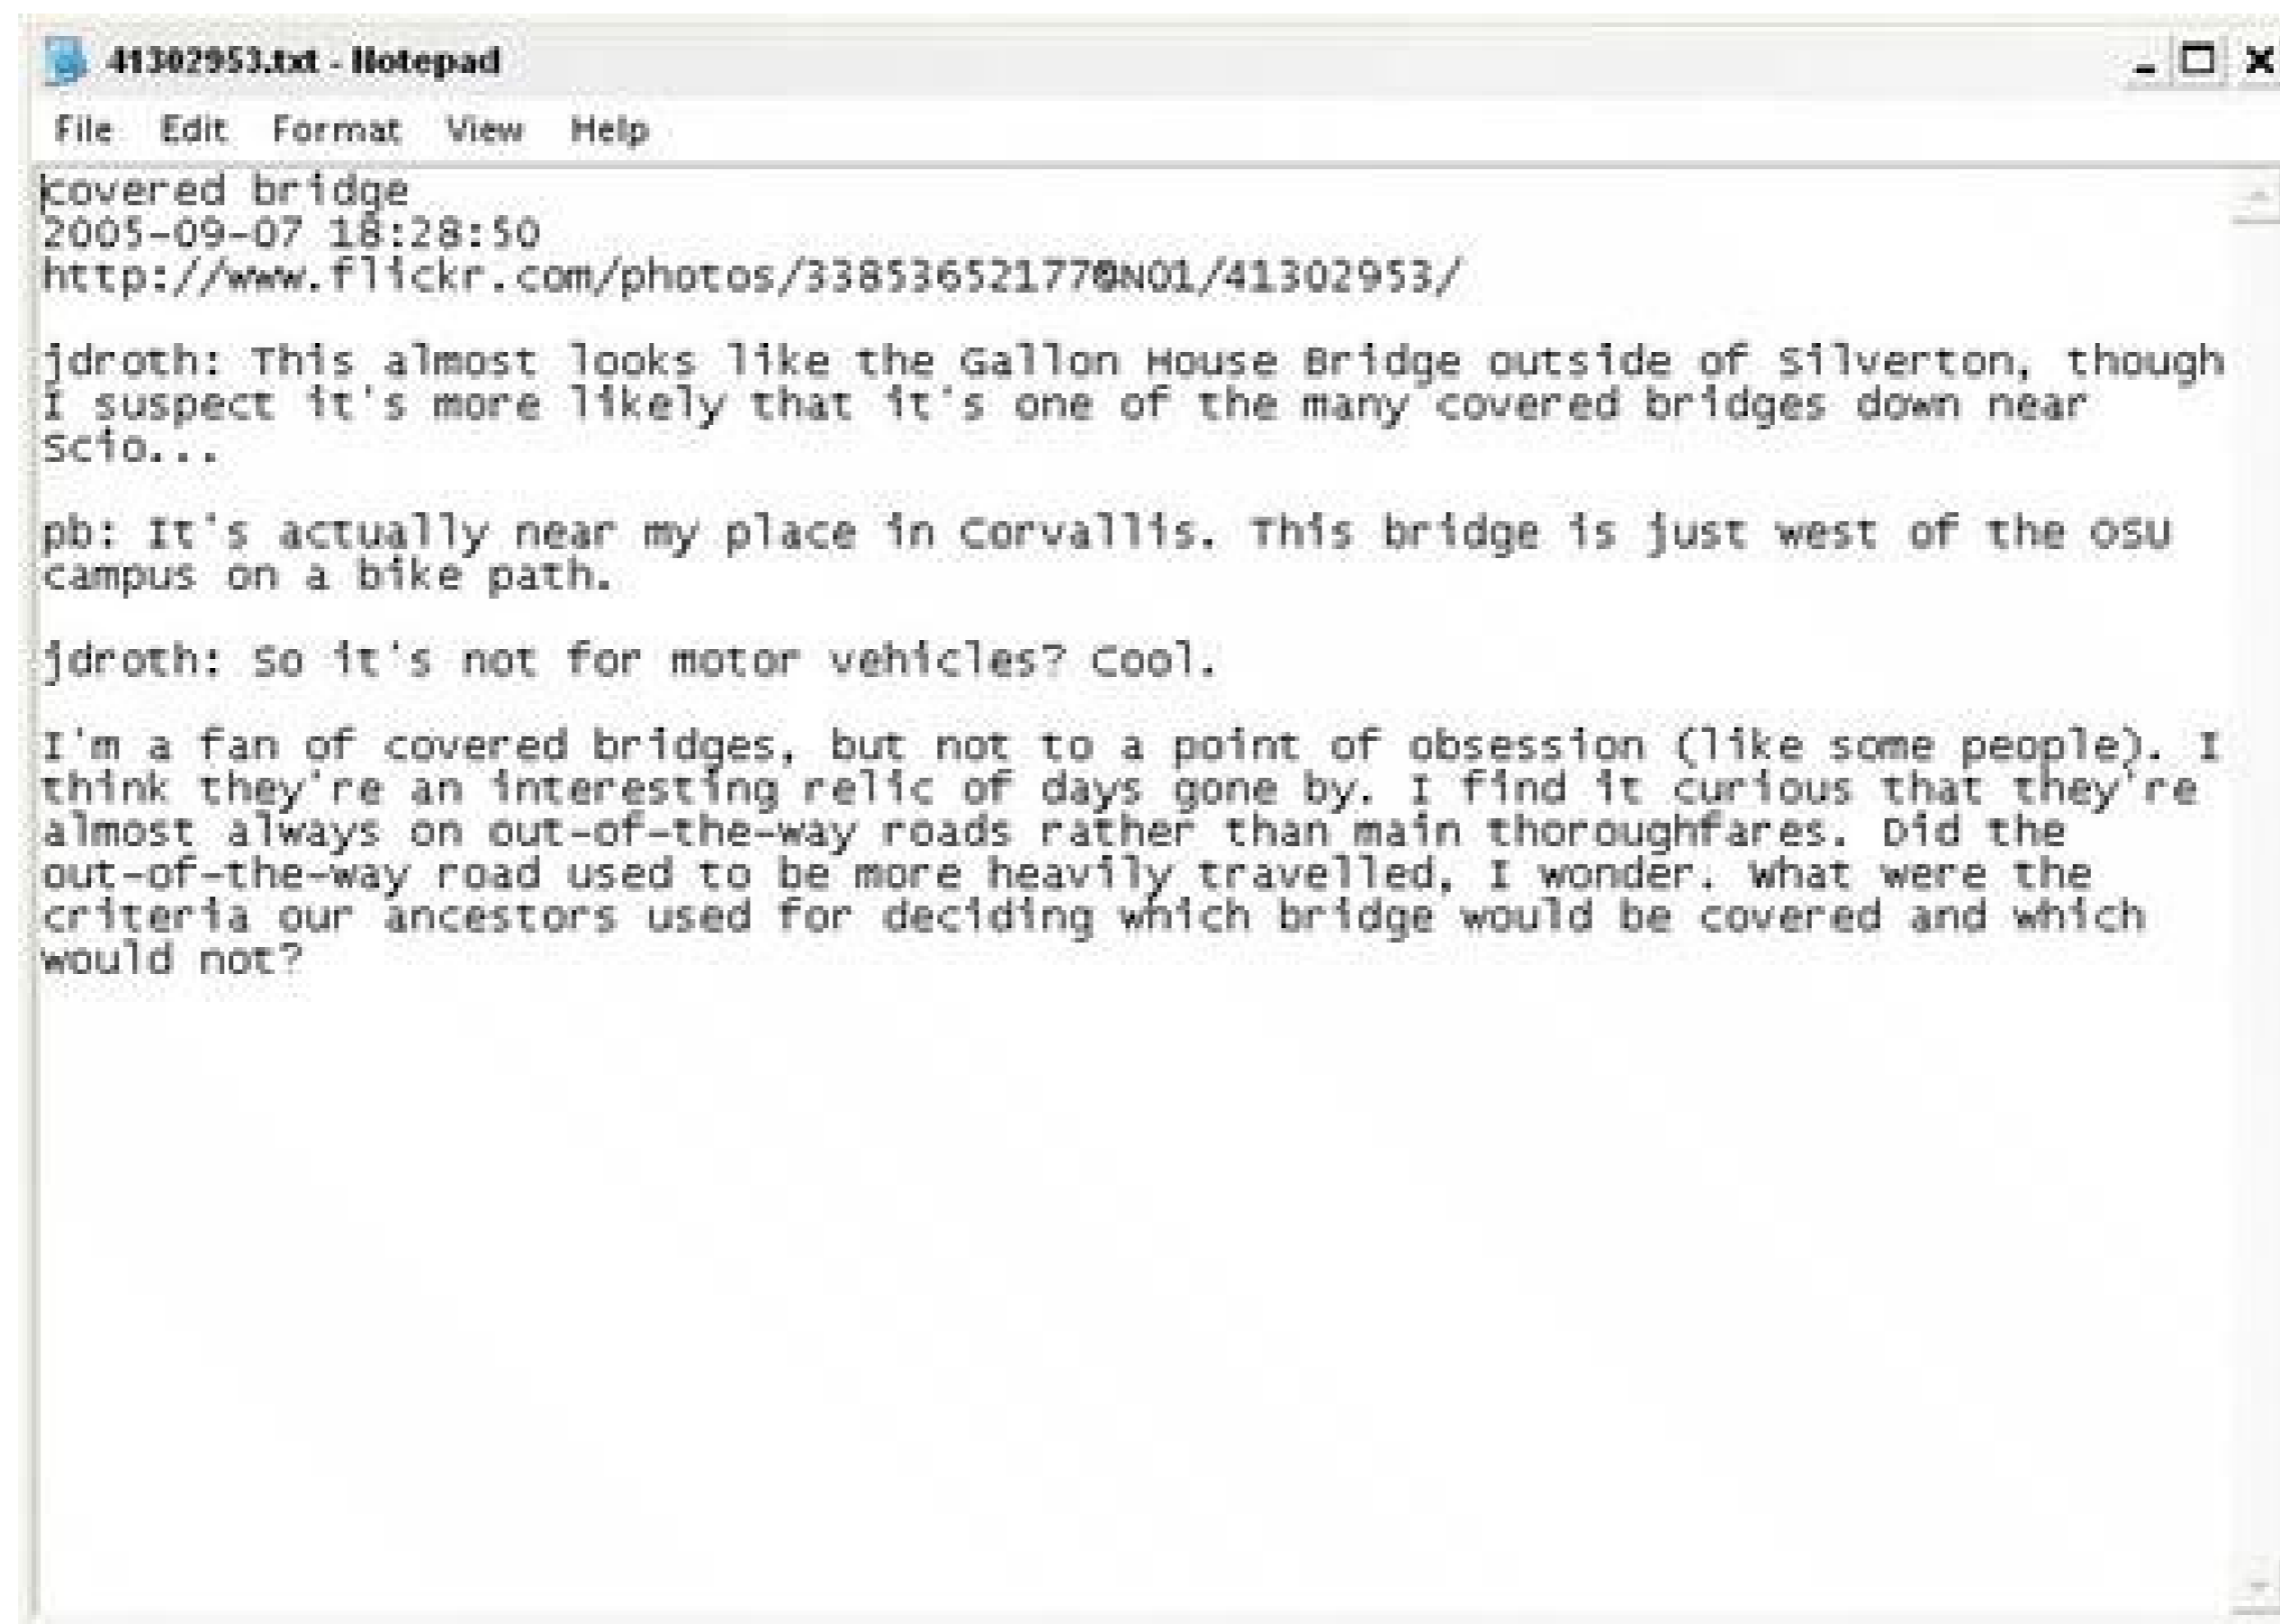 41302953.txt - Notepad
File Edit Format View Help
covered bridge
2005-09-07 18:28:50
http://www.flickr.com/photos/33853652177@N01/41302953/
jdroth: This almost looks like the Gallon House Bridge outside of Silverton, though
I suspect it's more likely that it's one of the many covered bridges down near
Scio...
pb: It's actually near my place in Corvallis. This bridge is just west of the OSU
campus on a bike path.
jdroth: So it's not for motor vehicles? Cool.
I'm a fan of covered bridges, but not to a point of obsession (like some people). I
think they're an interesting relic of days gone by. I find it curious that they're
almost always on out-of-the-way roads rather than main thoroughfares. Did the
out-of-the-way road used to be more heavily travelled, I wonder. What were the
criteria our ancestors used for deciding which bridge would be covered and which
would not?